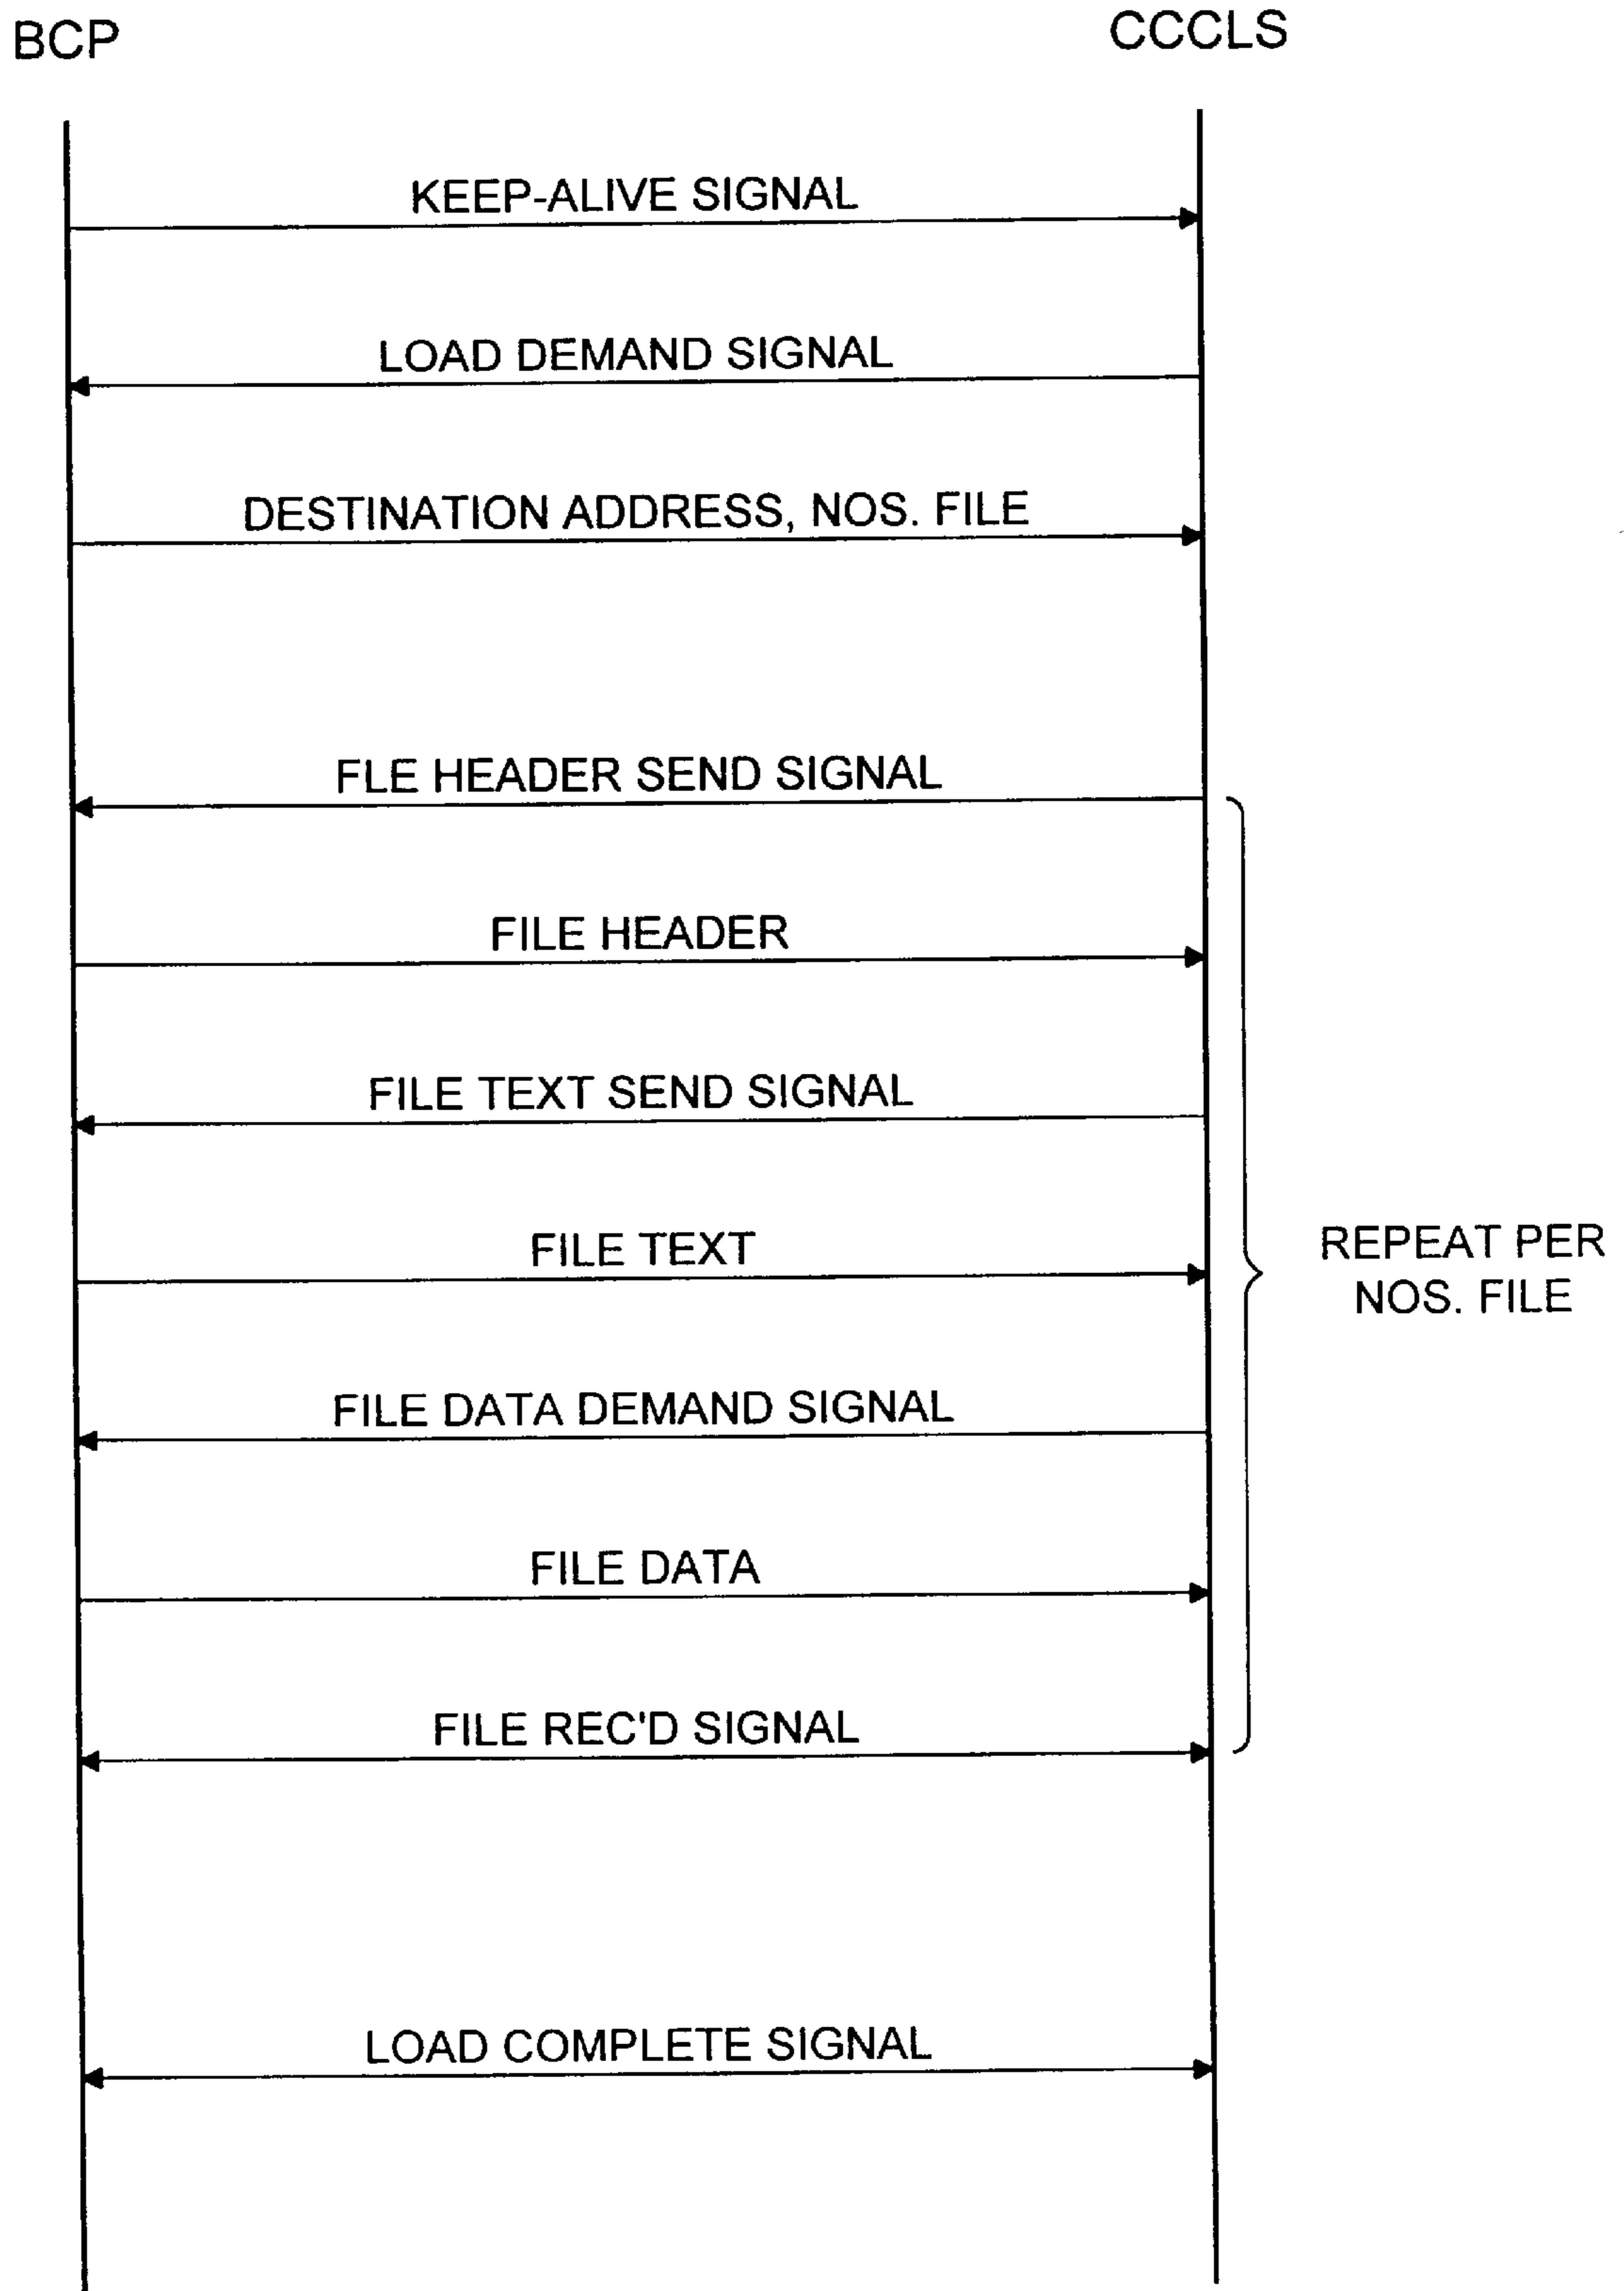 BCP
CCCLS
KEEP-ALIVE SIGNAL
LOAD DEMAND SIGNAL
DESTINATION ADDRESS, NOS. FILE
FLE HEADER SEND SIGNAL
FILE HEADER
FILE TEXT SEND SIGNAL
FILE TEXT
REPEAT PER
NOS. FILE
FILE DATA DEMAND SIGNAL
FILE DATA
FILE REC'D SIGNAL
LOAD COMPLETE SIGNAL